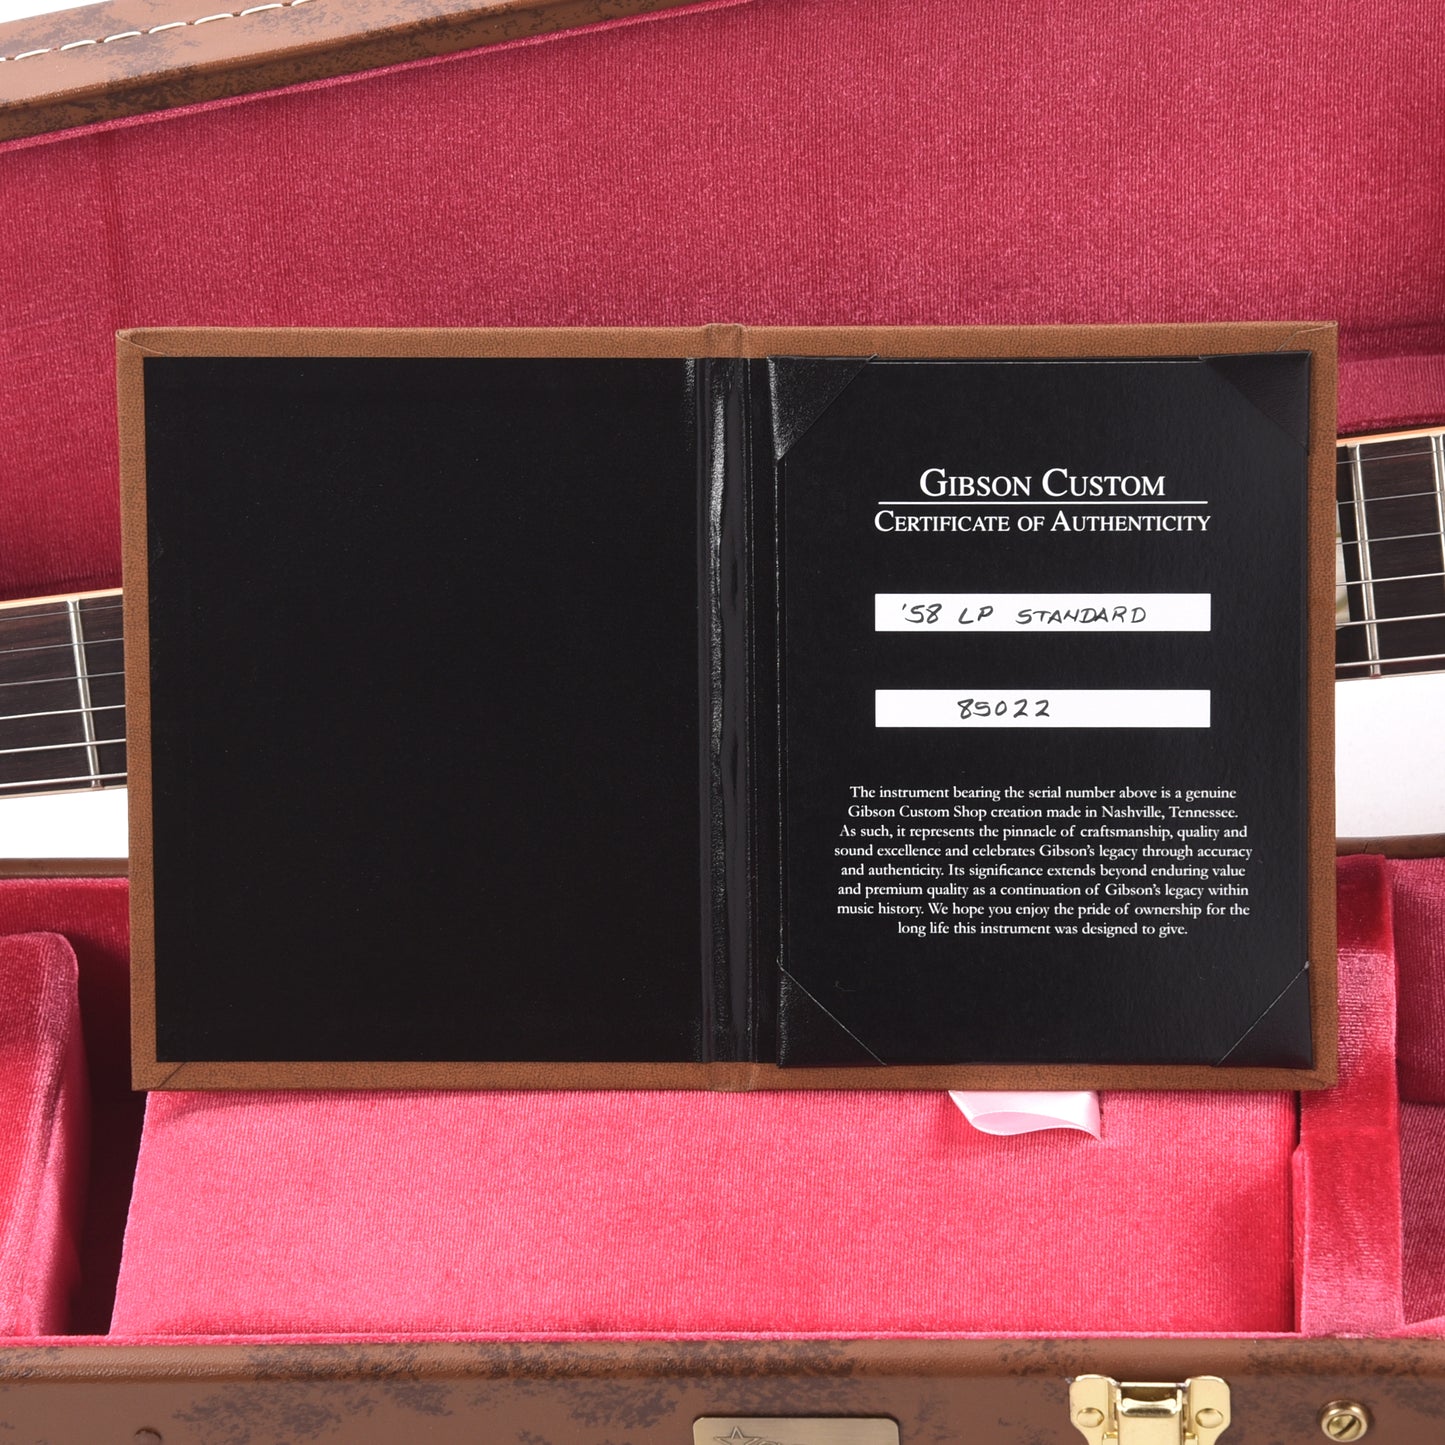 GIBSON CUSTOM
CERTIFICATE OF AUTHENTICITY
'58 LP STANDARD
85022
The instrument bearing the serial number above is a genuine
Gibson Custom Shop creation made in Nashville, Tennessee.
As such, it represents the pinnacle of craftsmanship, quality and
sound excellence and celebrates Gibson's legacy through accuracy
and authenticity. Its significance extends beyond enduring value
and premium quality as a continuation of Gibson's legacy within
music history. We hope you enjoy the pride of ownership for the
long life this instrument was designed to give.